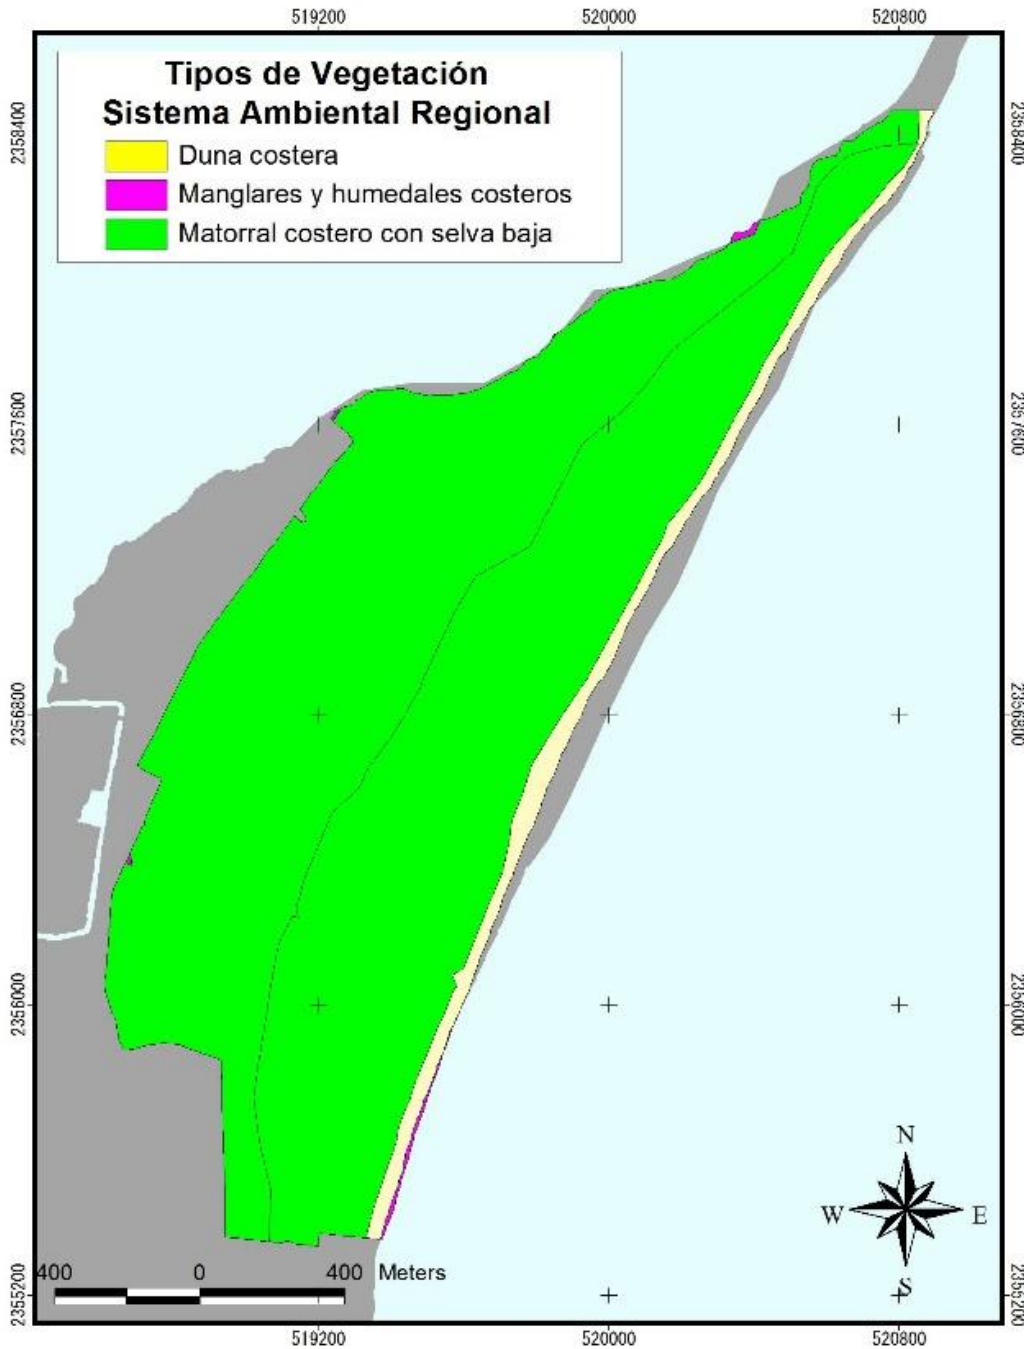 519200 520000 520800
Tipos de Vegetación
Sistema Ambiental Regional
Duna costera
Manglares y humedales costeros
Matorral costero con selva baja
2358400 2358400
2357600 2357600
2356800 2356800
2356000 2356000
N
W E
S
400 0 400 Meters
2355200 2355200
519200 520000 520800